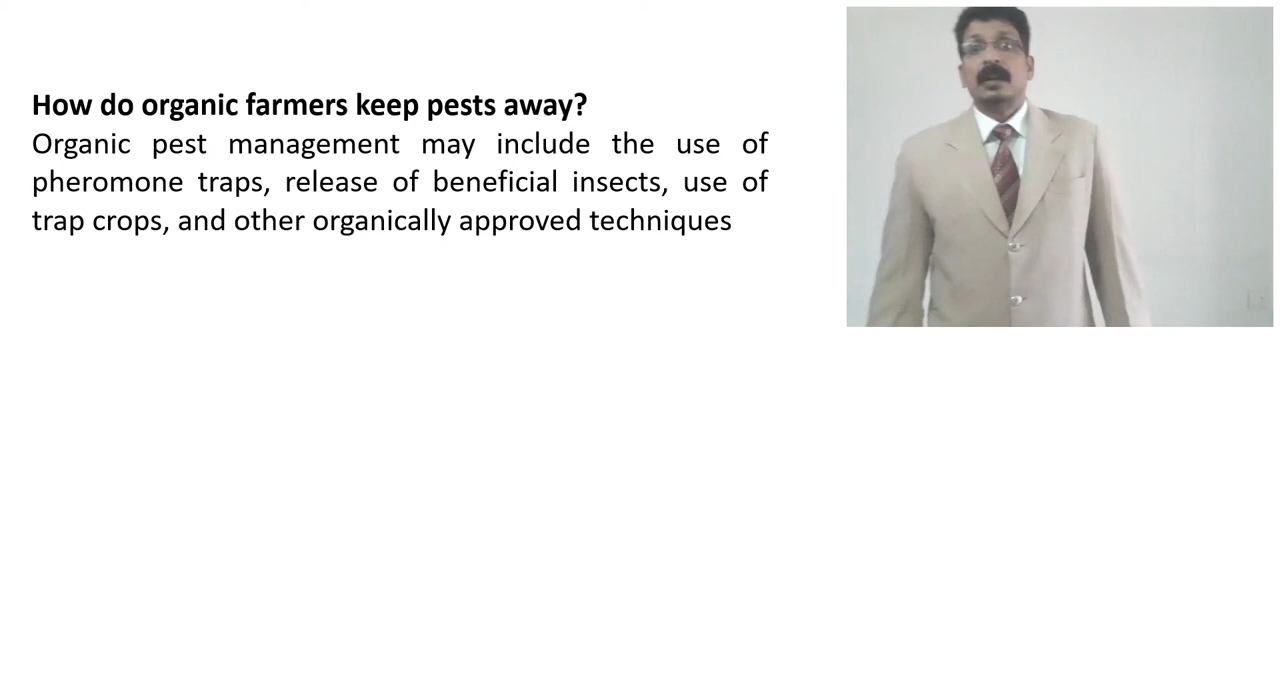 How do organic farmers keep pests away?
Organic pest management may include the use of
pheromone traps, release of beneficial insects, use of
trap crops, and other organically approved techniques